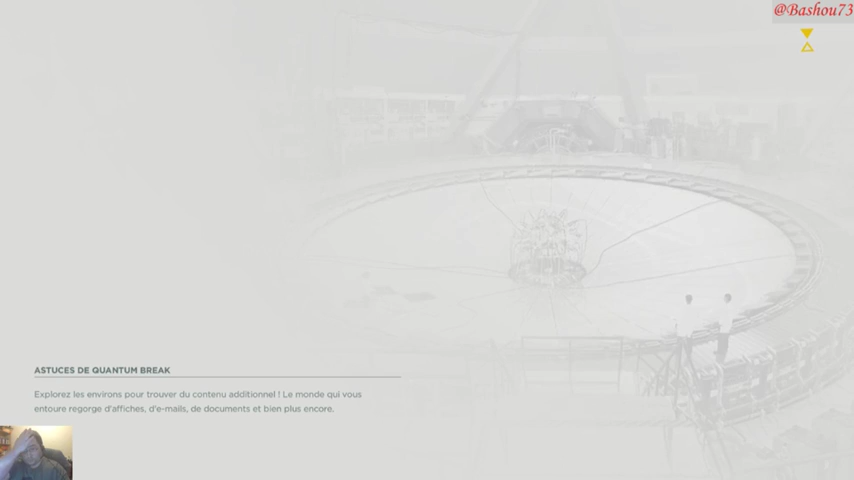 @Bashou73
ASTUCES DE QUANTUM BREAK
Explorez les environs pour trouver du contenu additionnel ! Le monde qui vous
entoure regorge d'affiches, d'e-mails, de documents et bien plus encore.